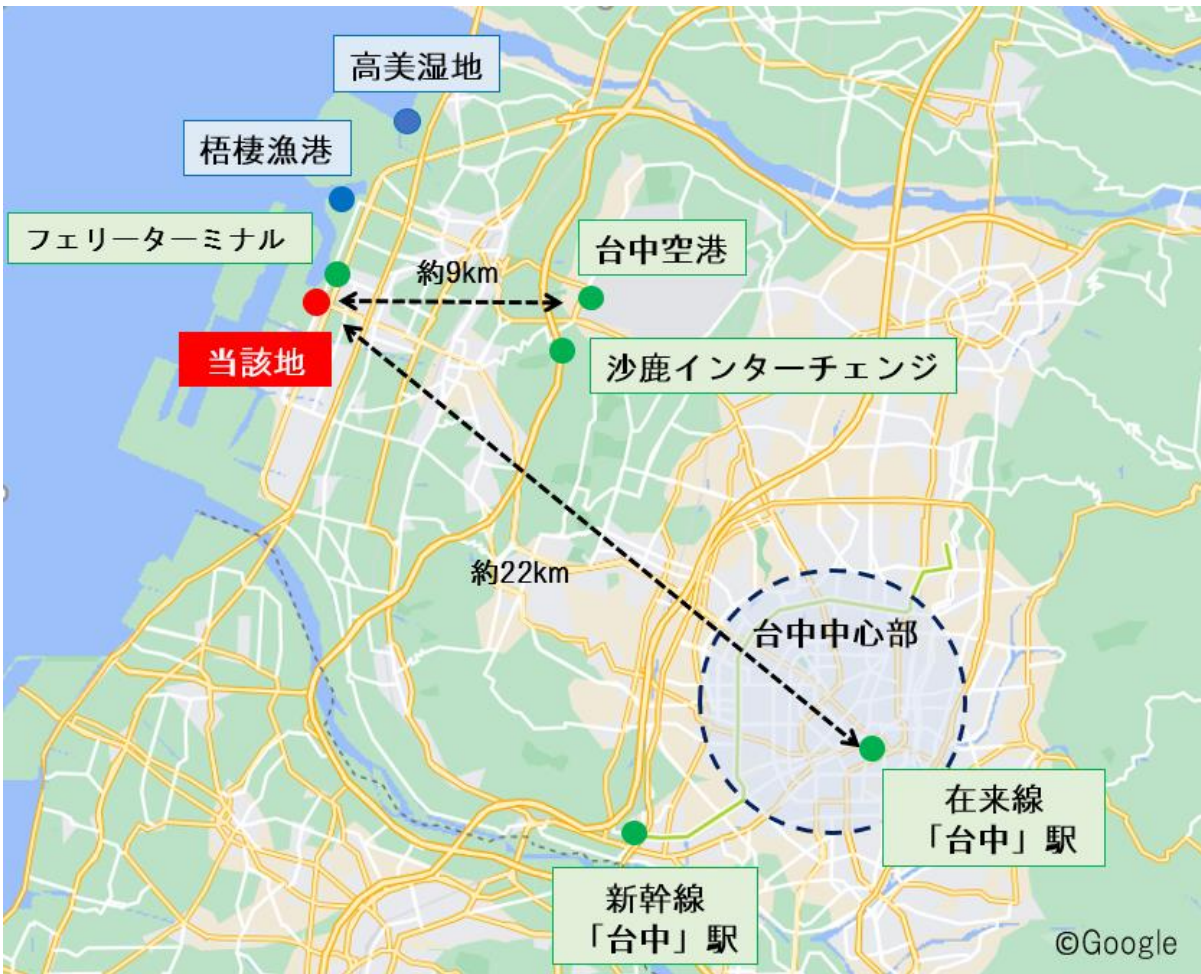 高美湿地
梧棲漁港
フェリーターミナル
台中空港
約9km
当該地
沙鹿インターチェンジ
約22km
台中中心部
在来線
「台中」駅
新幹線
「台中」駅
©Google